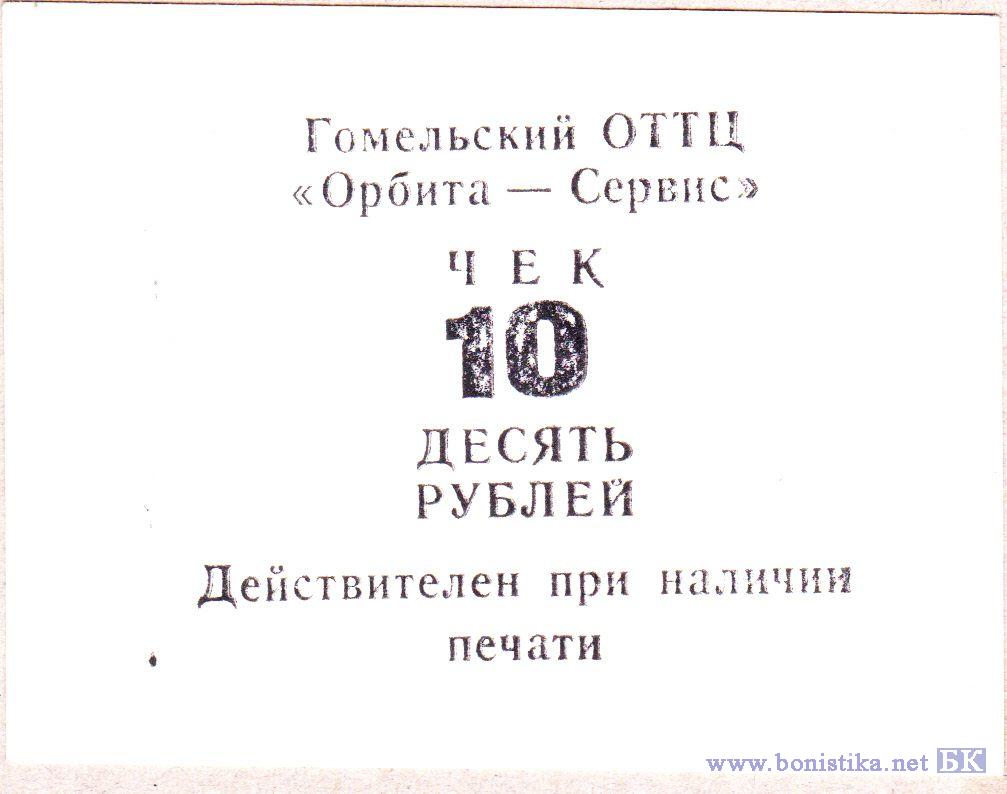 Гомельский ОТТЦ
«Орбита — Сервис»
ЧЕК
10
ДЕСЯТЬ
РУБЛЕЙ
Действителен при наличии
печати
www.bonistika.net БК